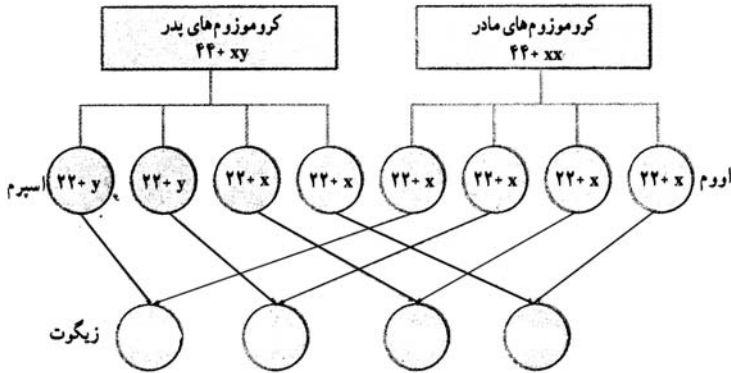 کروموزوم‌های پدر
۴۴+ xy
کروموزوم‌های مادر
۴۴+ xx
اسپرم
۲۲+ y
۲۲+ y
۲۲+ x
۲۲+ x
۲۲+ x
۲۲+ x
۲۲+ x
۲۲+ x
اووم
زیگوت